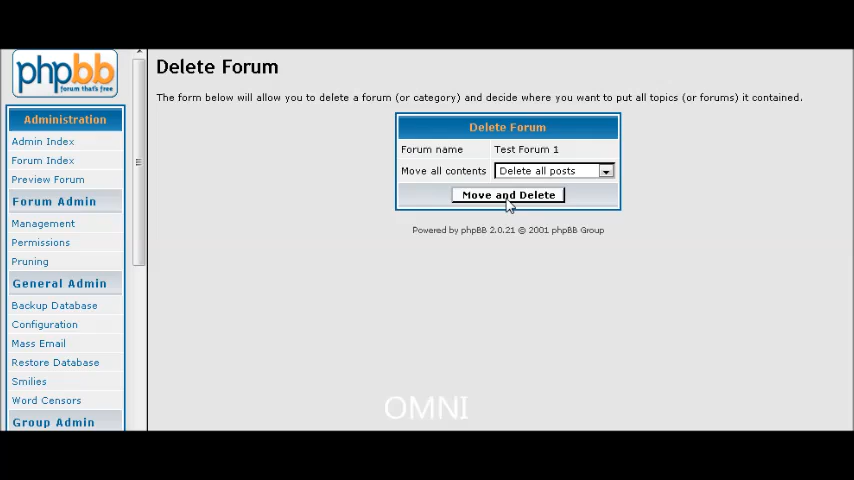 phpbb
forum that's free
Administration
Admin Index
Forum Index
Preview Forum
Forum Admin
Management
Permissions
Pruning
General Admin
Backup Database
Configuration
Mass Email
Restore Database
Smilies
Word Censors
Group Admin
Delete Forum
The form below will allow you to delete a forum (or category) and decide where you want to put all topics (or forums) it contained.
Delete Forum
Forum name Test Forum 1
Move all contents Delete all posts
Move and Delete
Powered by phpBB 2.0.21 © 2001 phpBB Group
OMNI